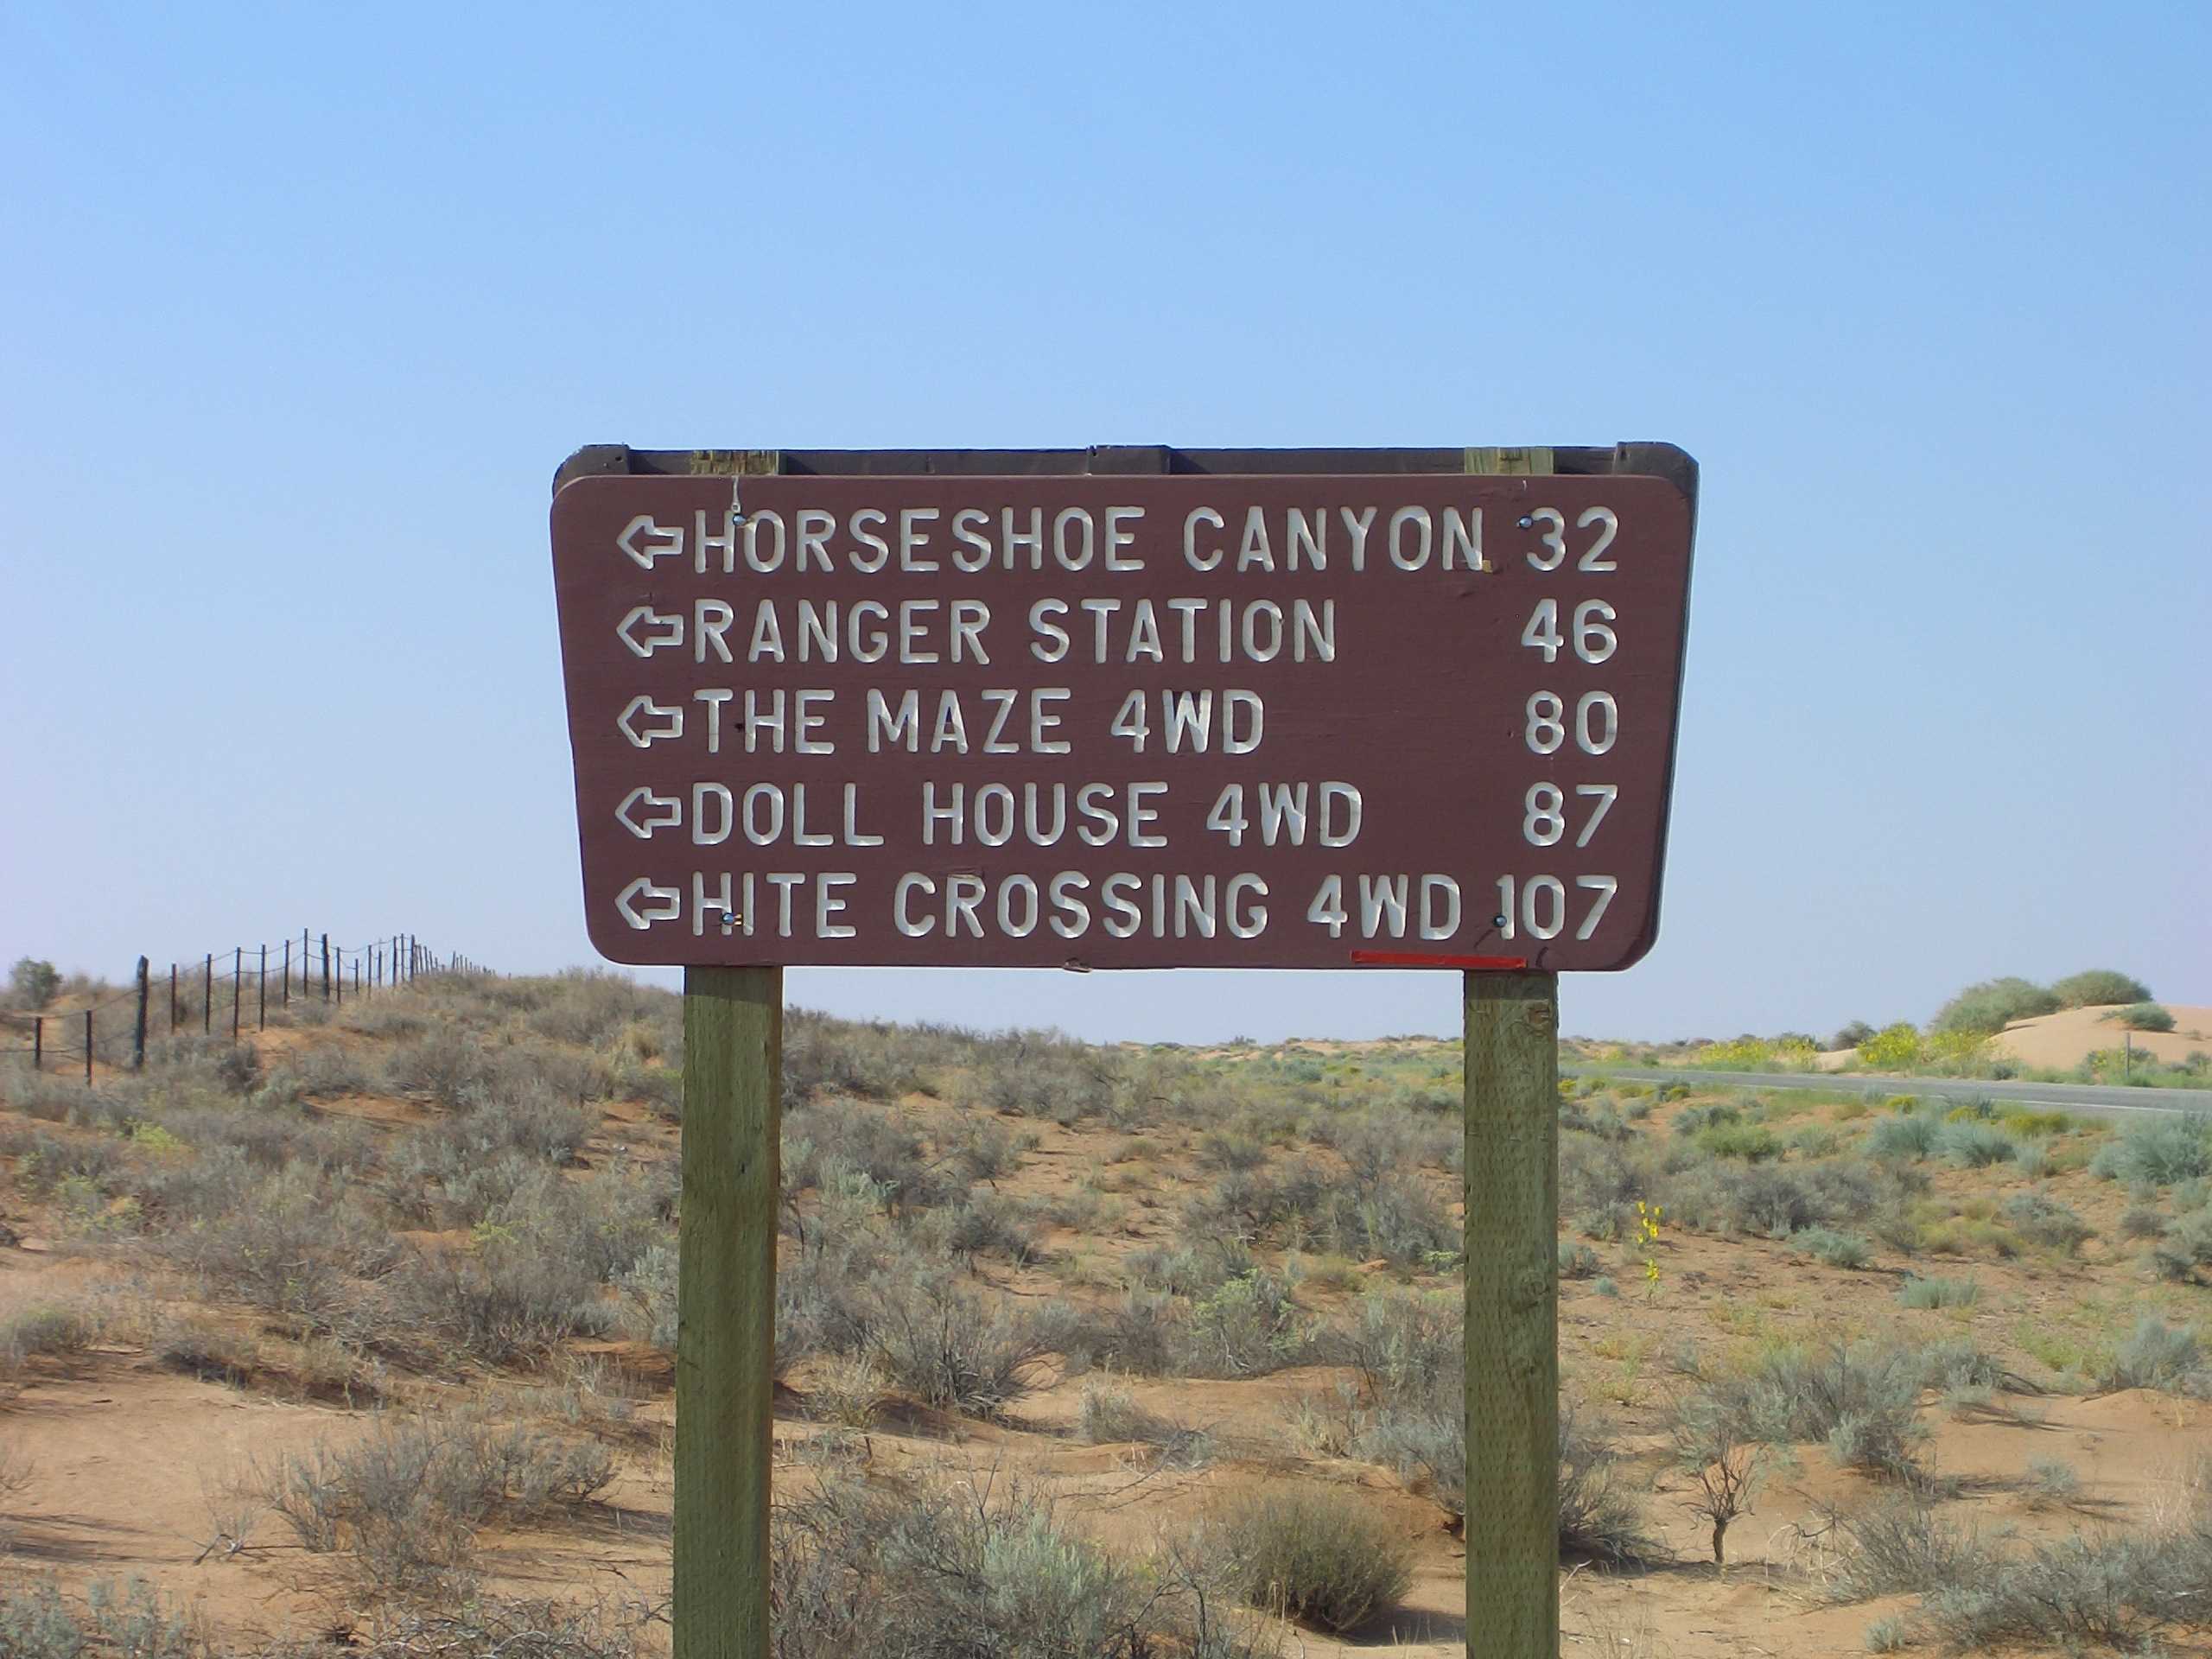 ⇦HORSESHOE CANYON 32
⇦RANGER STATION 46
⇦THE MAZE 4WD 80
⇦DOLL HOUSE 4WD 87
⇦HITE CROSSING 4WD 107